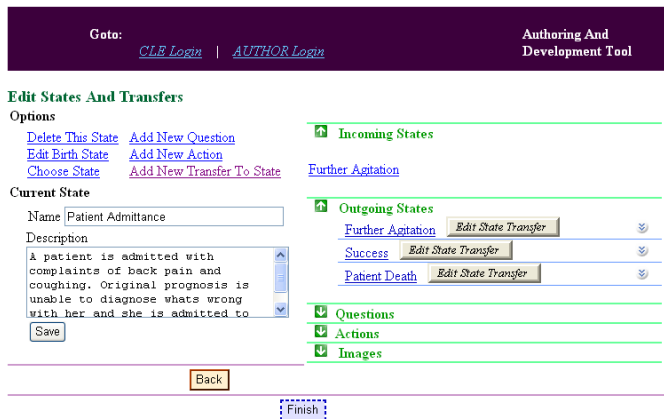 Goto:
CLE Login | AUTHOR Login
Authoring And
Development Tool
Edit States And Transfers
Options
Delete This State Add New Question
Edit Birth State Add New Action
Choose State Add New Transfer To State
Current State
Name Patient Admittance
Description
A patient is admitted with
complaints of back pain and
coughing. Original prognosis is
unable to diagnose whats wrong
with her and she is admitted to
Save
Incoming States
Further Agitation
Outgoing States
Further Agitation Edit State Transfer
Success Edit State Transfer
Patient Death Edit State Transfer
Questions
Actions
Images
Back
Finish